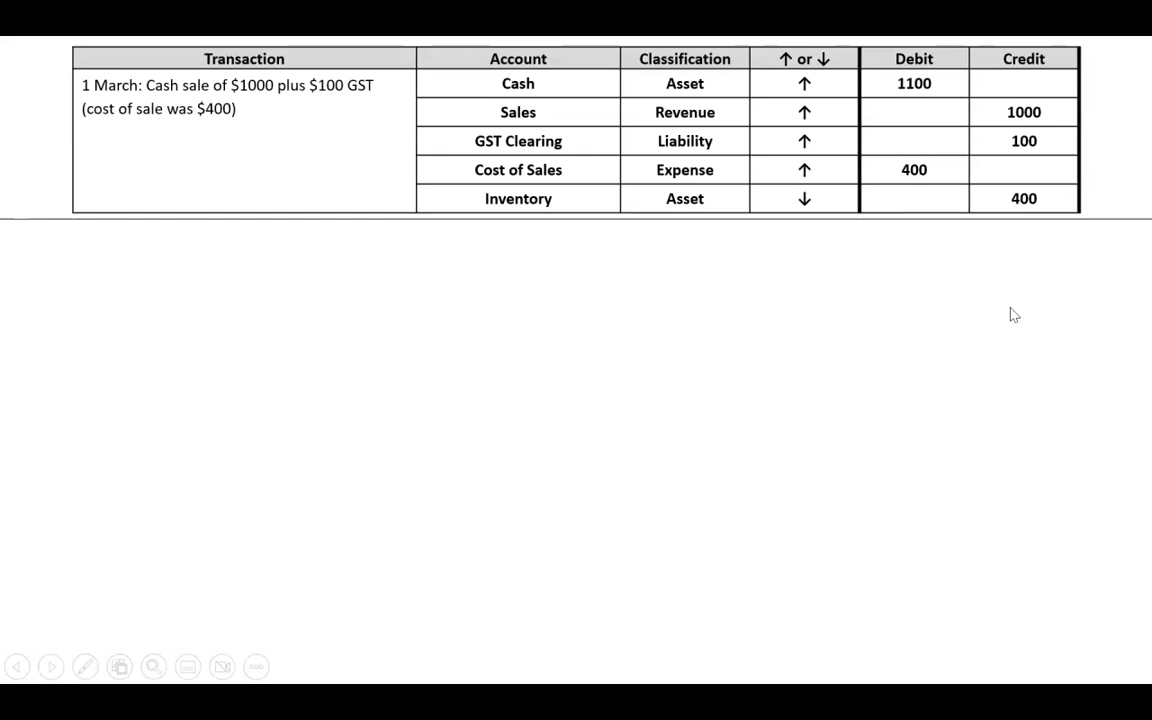 Transaction Account Classification ↑ or ↓ Debit Credit
1 March: Cash sale of $1000 plus $100 GST Cash Asset ↑ 1100
(cost of sale was $400)
Sales Revenue ↑ 1000
GST Clearing Liability ↑ 100
Cost of Sales Expense ↑ 400
Inventory Asset ↓ 400